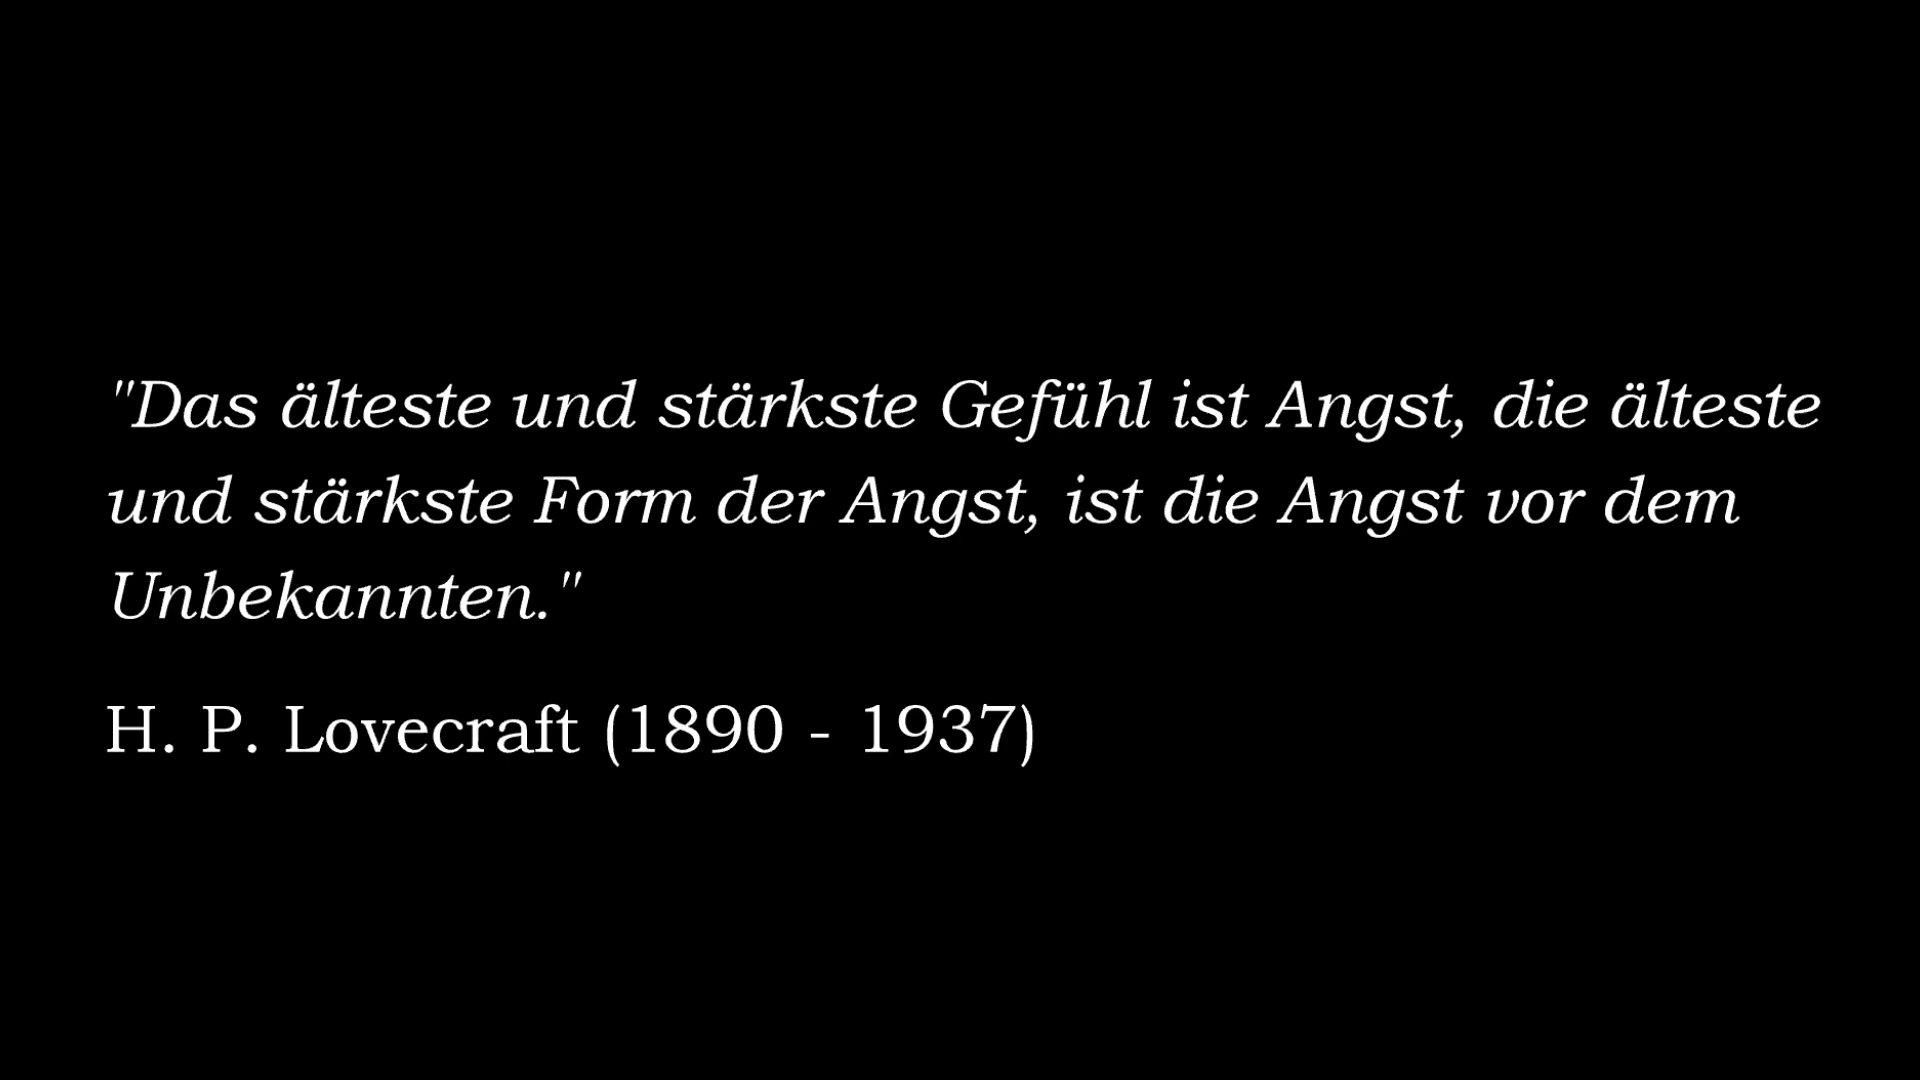 "Das älteste und stärkste Gefühl ist Angst, die älteste
und stärkste Form der Angst, ist die Angst vor dem
Unbekannten."
H. P. Lovecraft (1890 - 1937)